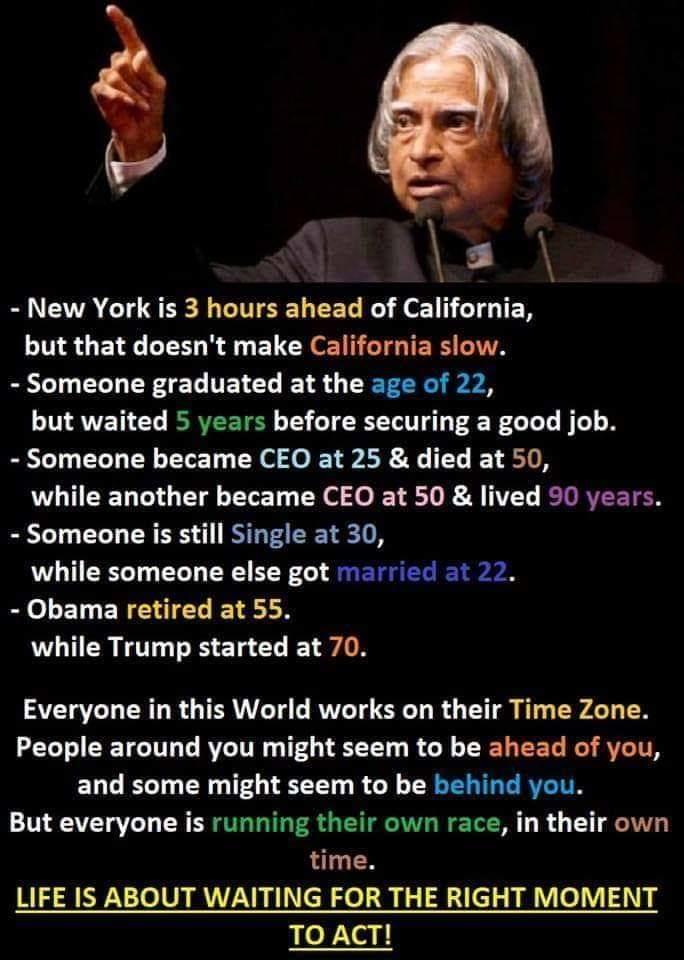 - New York is 3 hours ahead of California,
but that doesn't make California slow.
- Someone graduated at the age of 22,
but waited 5 years before securing a good job.
- Someone became CEO at 25 & died at 50,
while another became CEO at 50 & lived 90 years.
- Someone is still Single at 30,
while someone else got married at 22.
- Obama retired at 55.
while Trump started at 70.
Everyone in this World works on their Time Zone.
People around you might seem to be ahead of you,
and some might seem to be behind you.
But everyone is running their own race, in their own
time.
LIFE IS ABOUT WAITING FOR THE RIGHT MOMENT
TO ACT!